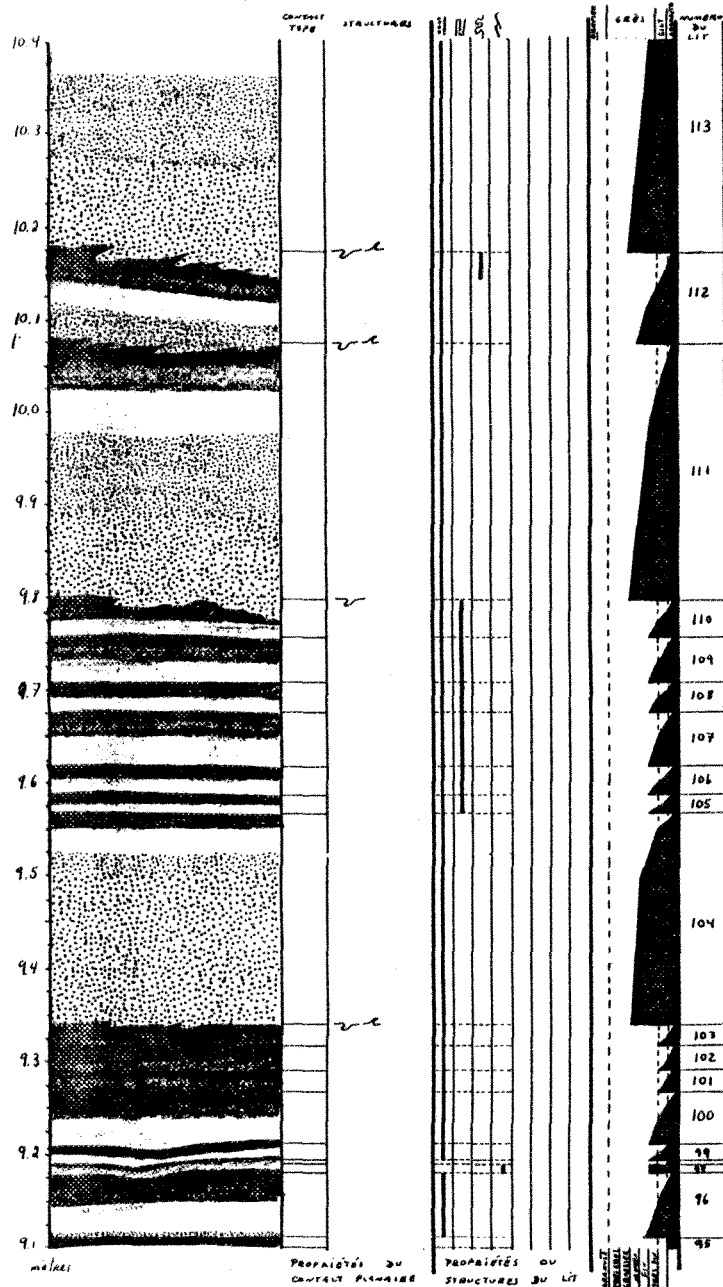 CONTACT
TYPE
STRUCTURES
GRÈS
SILT
NUMÉRO
DU
LIT
10.4
10.3
10.2
10.1
10.0
9.9
9.8
9.7
9.6
9.5
9.4
9.3
9.2
9.1
113
112
111
110
109
108
107
106
105
104
103
102
101
100
99
96
95
mètres
PROPRIÉTÉS DU
CONTACT PLANAIRE
PROPRIÉTÉS DU
STRUCTURES DU LIT